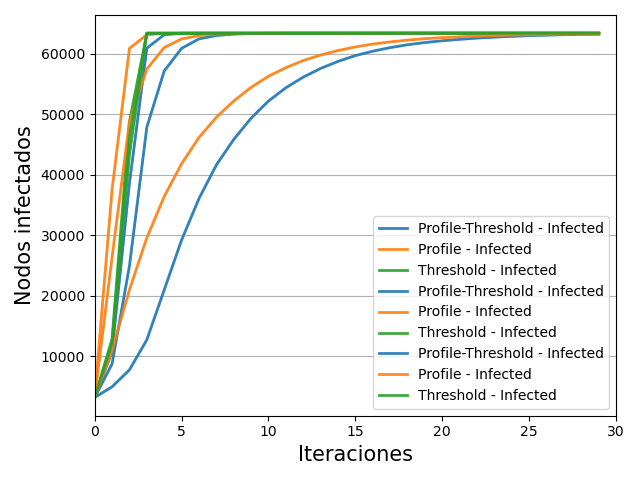 60000
50000
40000
30000
20000
10000
Nodos infectados
Profile-Threshold - Infected
Profile - Infected
Threshold - Infected
Profile-Threshold - Infected
Profile - Infected
Threshold - Infected
Profile-Threshold - Infected
Profile - Infected
Threshold - Infected
0 5 10 15 20 25 30
Iteraciones